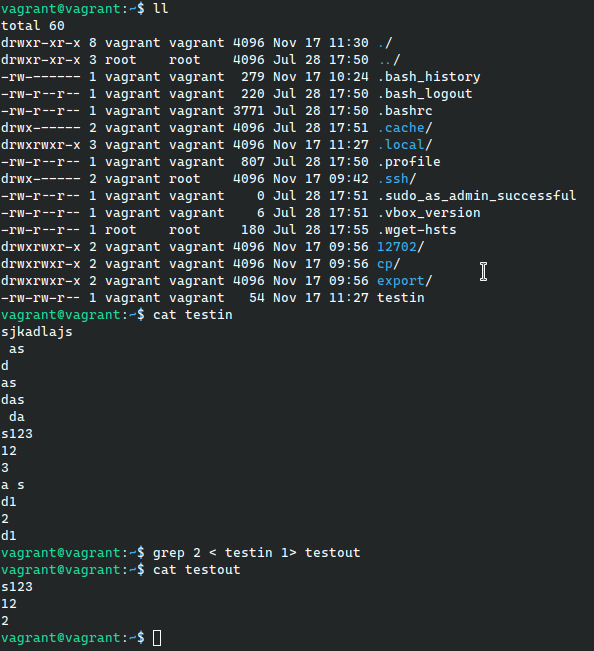 vagrant@vagrant:~$ ll
total 60
drwxr-xr-x 8 vagrant vagrant 4096 Nov 17 11:30 ./
drwxr-xr-x 3 root    root    4096 Jul 28 17:50 ../
-rw------- 1 vagrant vagrant  279 Nov 17 10:24 .bash_history
-rw-r--r-- 1 vagrant vagrant  220 Jul 28 17:50 .bash_logout
-rw-r--r-- 1 vagrant vagrant 3771 Jul 28 17:50 .bashrc
drwx------ 2 vagrant vagrant 4096 Jul 28 17:51 .cache/
drwxrwxr-x 3 vagrant vagrant 4096 Nov 17 11:27 .local/
-rw-r--r-- 1 vagrant vagrant  807 Jul 28 17:50 .profile
drwx------ 2 vagrant root    4096 Nov 17 09:42 .ssh/
-rw-r--r-- 1 vagrant vagrant    0 Jul 28 17:51 .sudo_as_admin_successful
-rw-r--r-- 1 vagrant vagrant    6 Jul 28 17:51 .vbox_version
-rw-r--r-- 1 root    root     180 Jul 28 17:55 .wget-hsts
drwxrwxr-x 2 vagrant vagrant 4096 Nov 17 09:56 12702/
drwxrwxr-x 2 vagrant vagrant 4096 Nov 17 09:56 cp/
drwxrwxr-x 2 vagrant vagrant 4096 Nov 17 09:56 export/
-rw-rw-r-- 1 vagrant vagrant   54 Nov 17 11:27 testin
vagrant@vagrant:~$ cat testin
sjkadlajs
 as
d
as
das
 da
s123
12
3
a s
d1
2
d1
vagrant@vagrant:~$ grep 2 < testin 1> testout
vagrant@vagrant:~$ cat testout
s123
12
2
vagrant@vagrant:~$